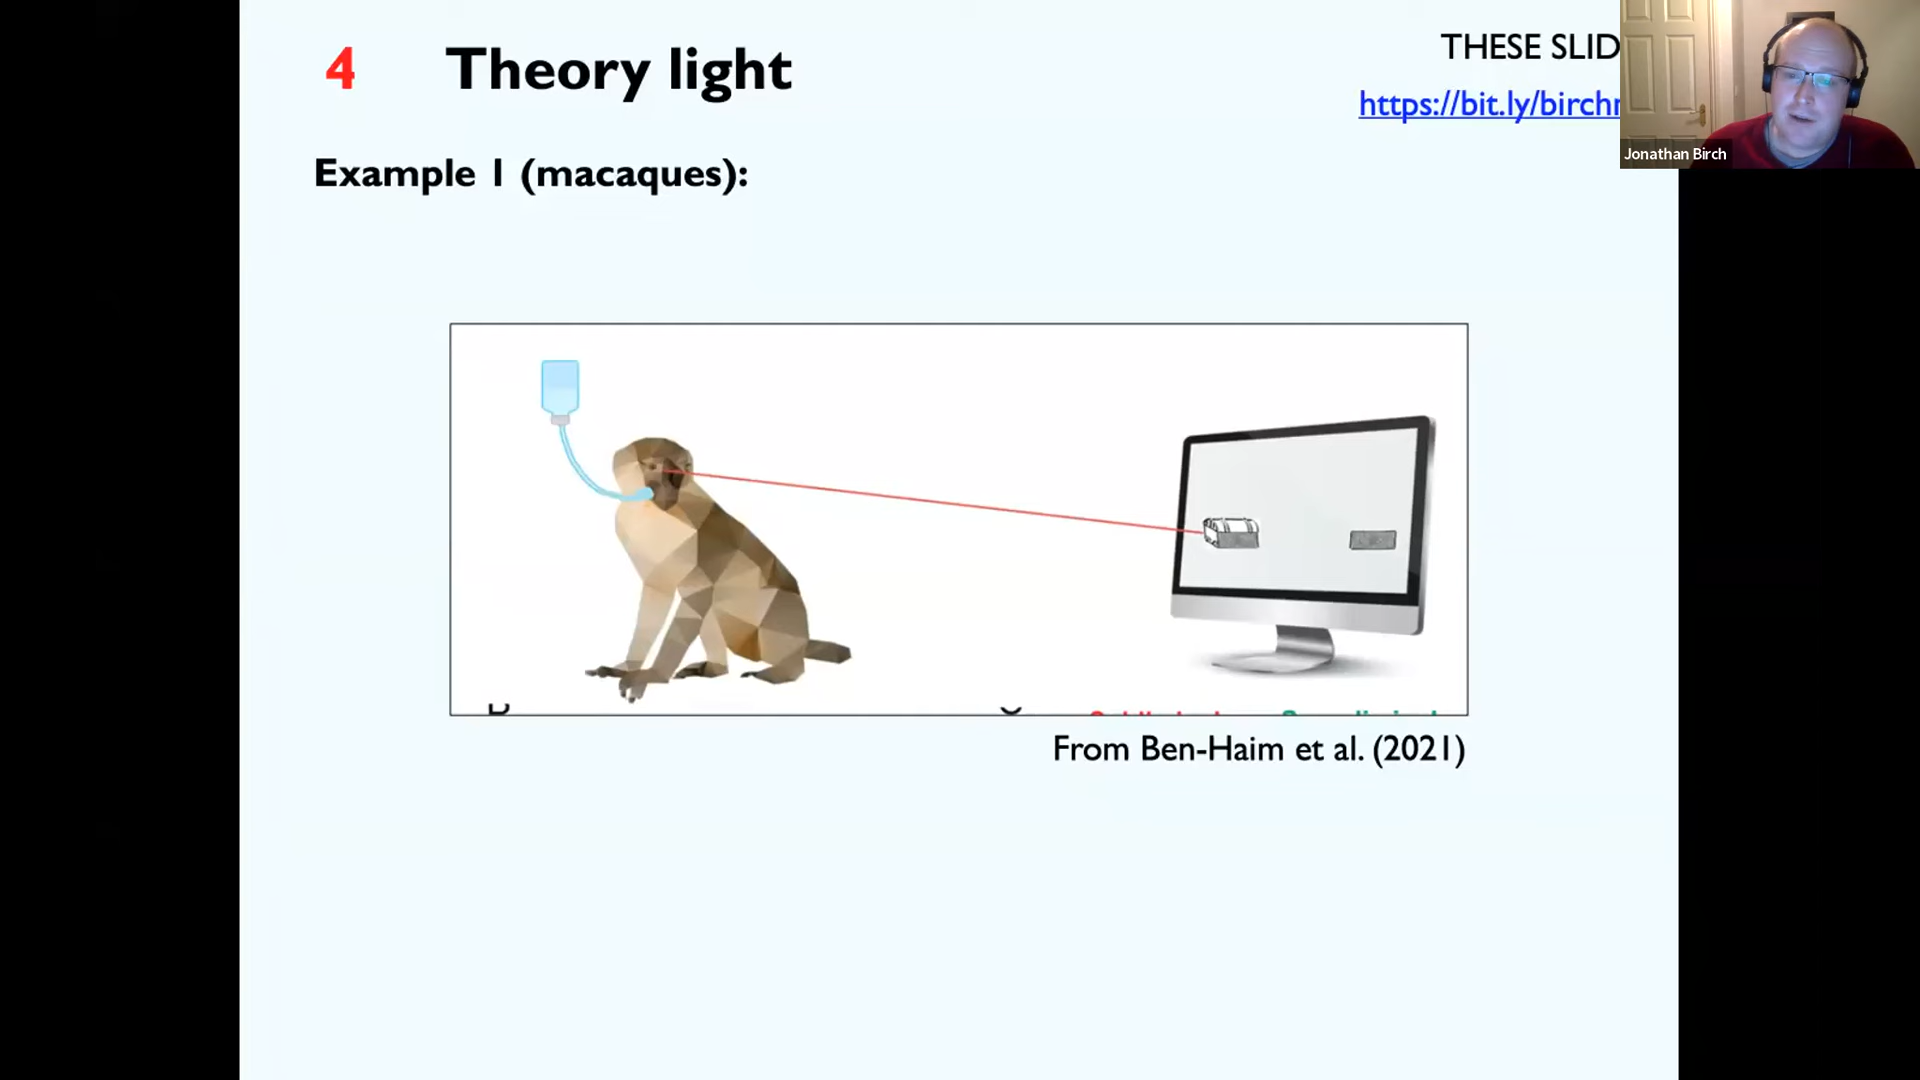 4 Theory light
THESE SLID
https://bit.ly/birchr
Jonathan Birch
Example 1 (macaques):
From Ben-Haim et al. (2021)